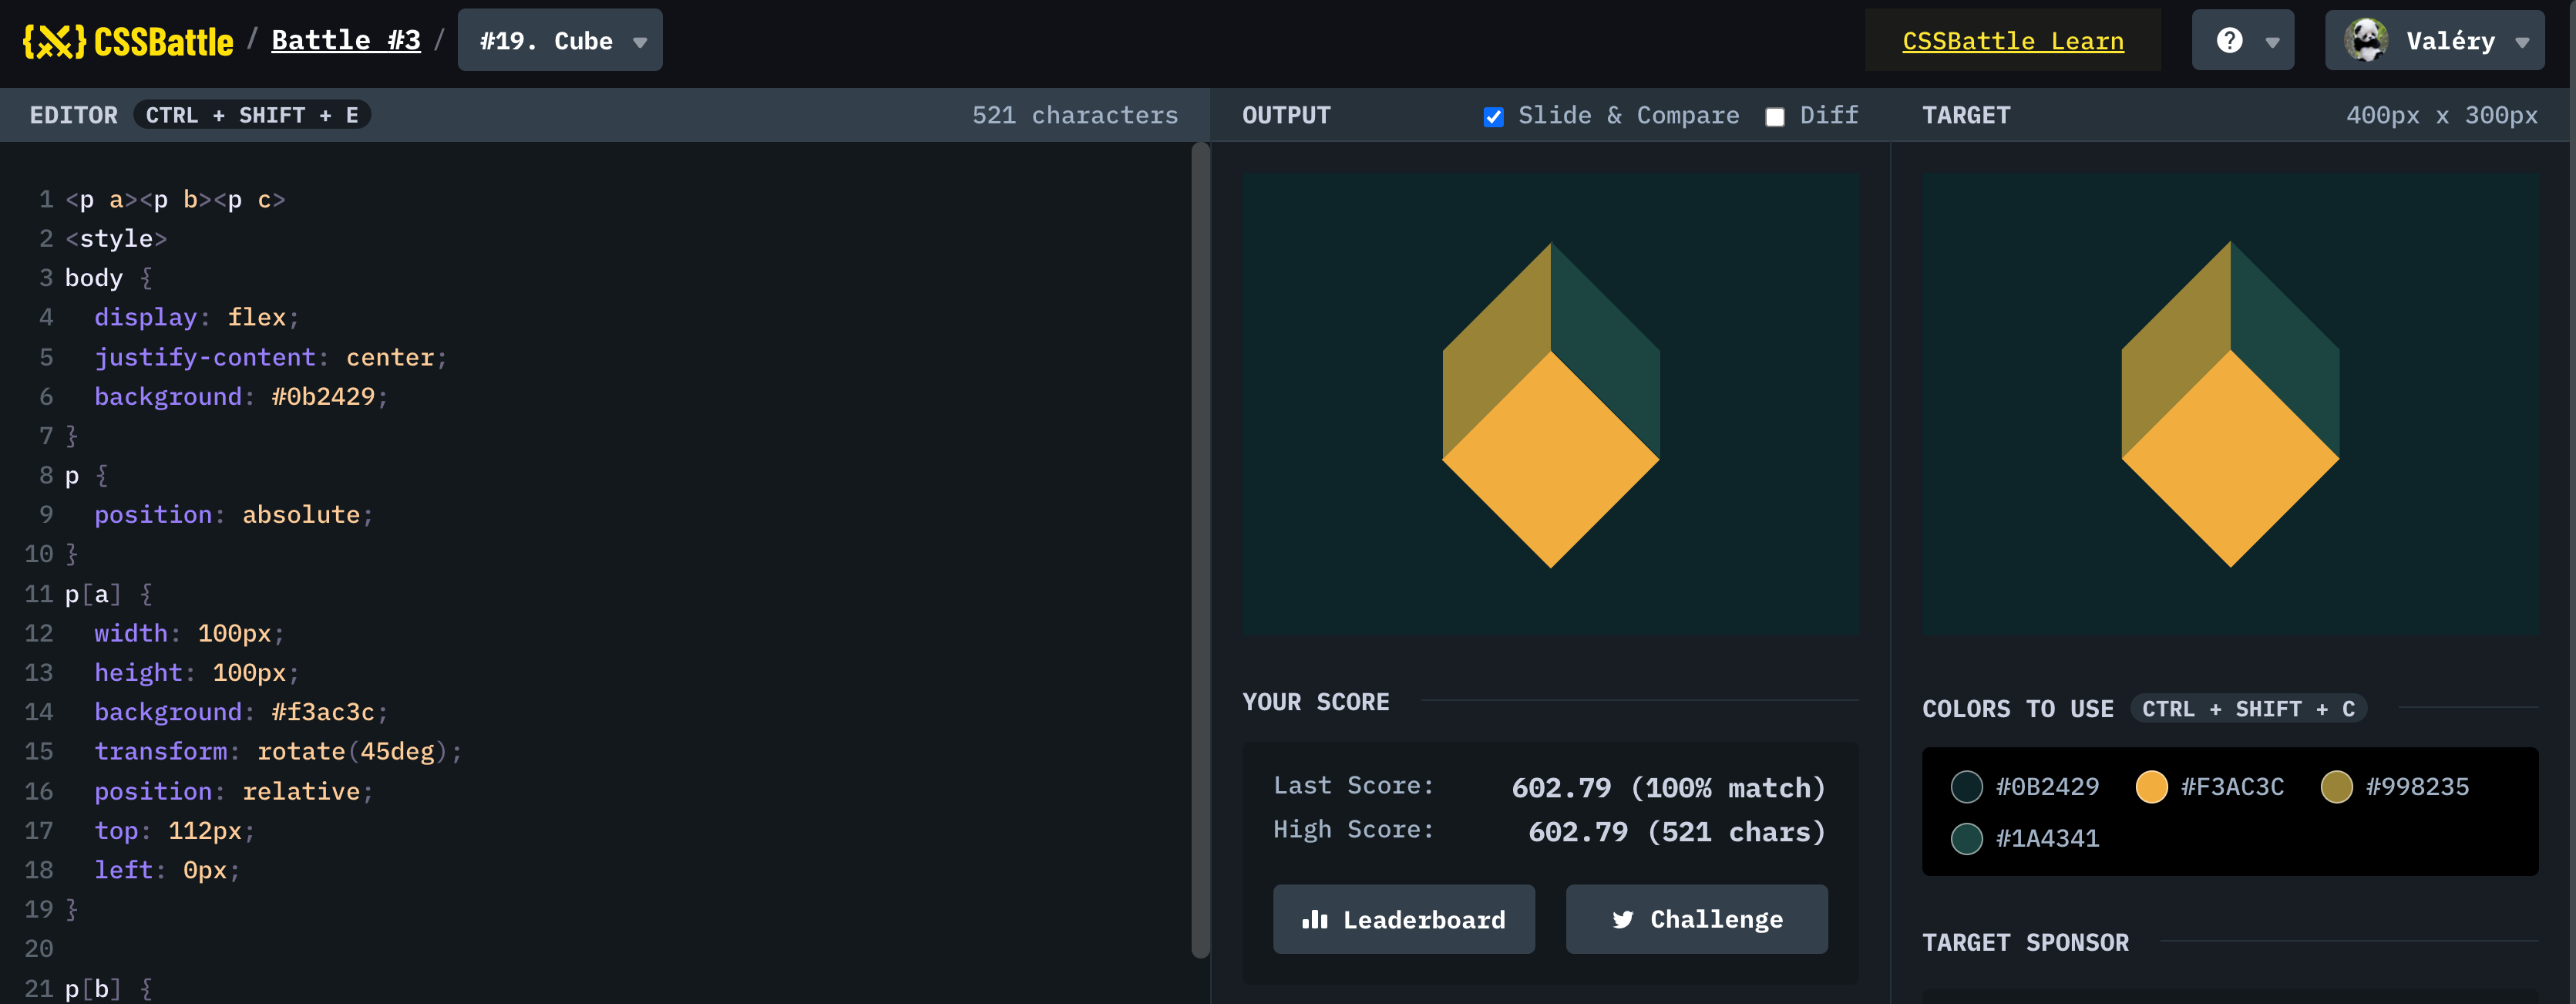 {X} CSSBattle / Battle #3 / #19. Cube
CSSBattle Learn
?
Valéry
EDITOR CTRL + SHIFT + E 521 characters
1 <p a><p b><p c>
2 <style>
3 body {
4 display: flex;
5 justify-content: center;
6 background: #0b2429;
7 }
8 p {
9 position: absolute;
10 }
11 p[a] {
12 width: 100px;
13 height: 100px;
14 background: #f3ac3c;
15 transform: rotate(45deg);
16 position: relative;
17 top: 112px;
18 left: 0px;
19 }
20
21 p[b] {
OUTPUT Slide & Compare Diff
YOUR SCORE
Last Score: 602.79 (100% match)
High Score: 602.79 (521 chars)
Leaderboard Challenge
TARGET 400px x 300px
COLORS TO USE CTRL + SHIFT + C
#0B2429 #F3AC3C #998235
#1A4341
TARGET SPONSOR